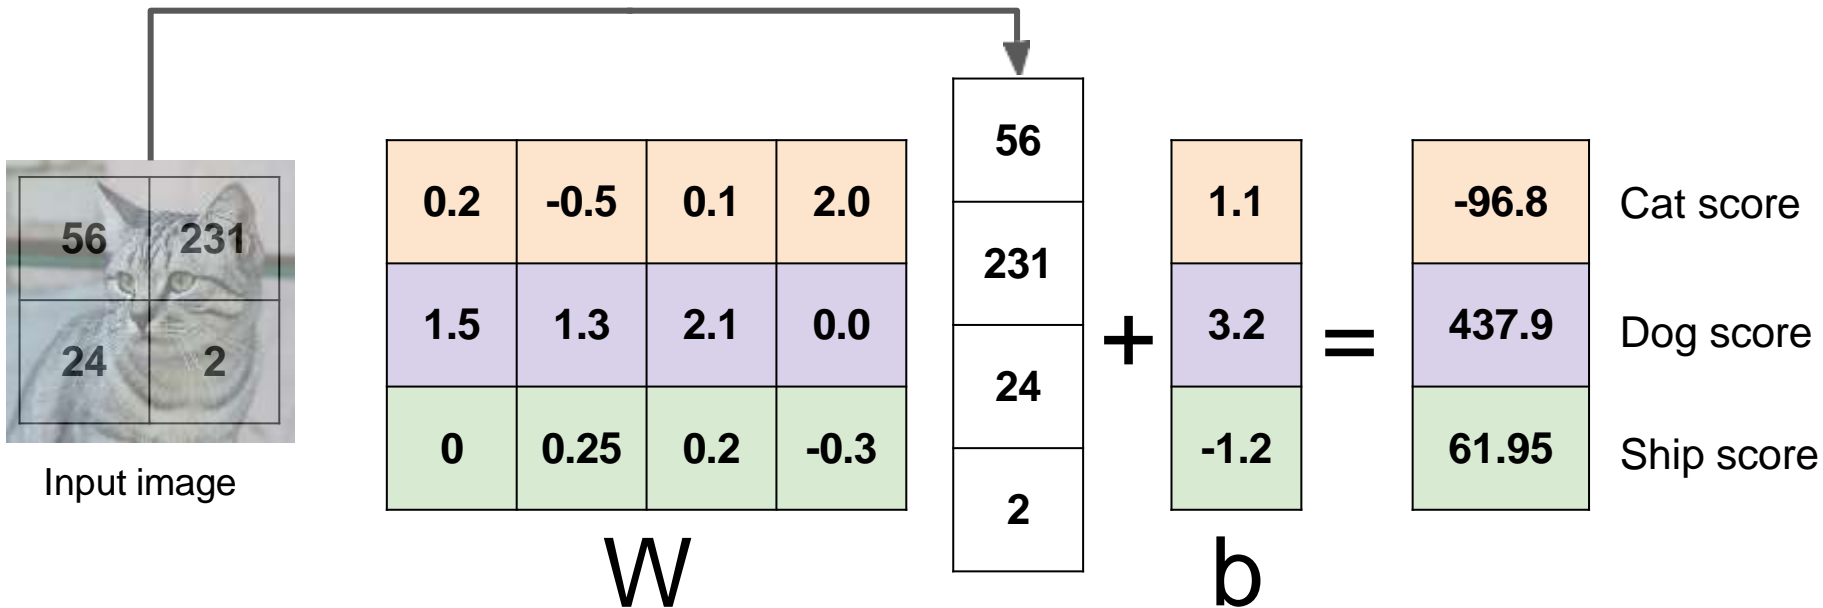 56 231
24 2
Input image
0.2 -0.5 0.1 2.0
1.5 1.3 2.1 0.0
0 0.25 0.2 -0.3
W
56
231
24
2
+
1.1
3.2
-1.2
b
=
-96.8 Cat score
437.9 Dog score
61.95 Ship score